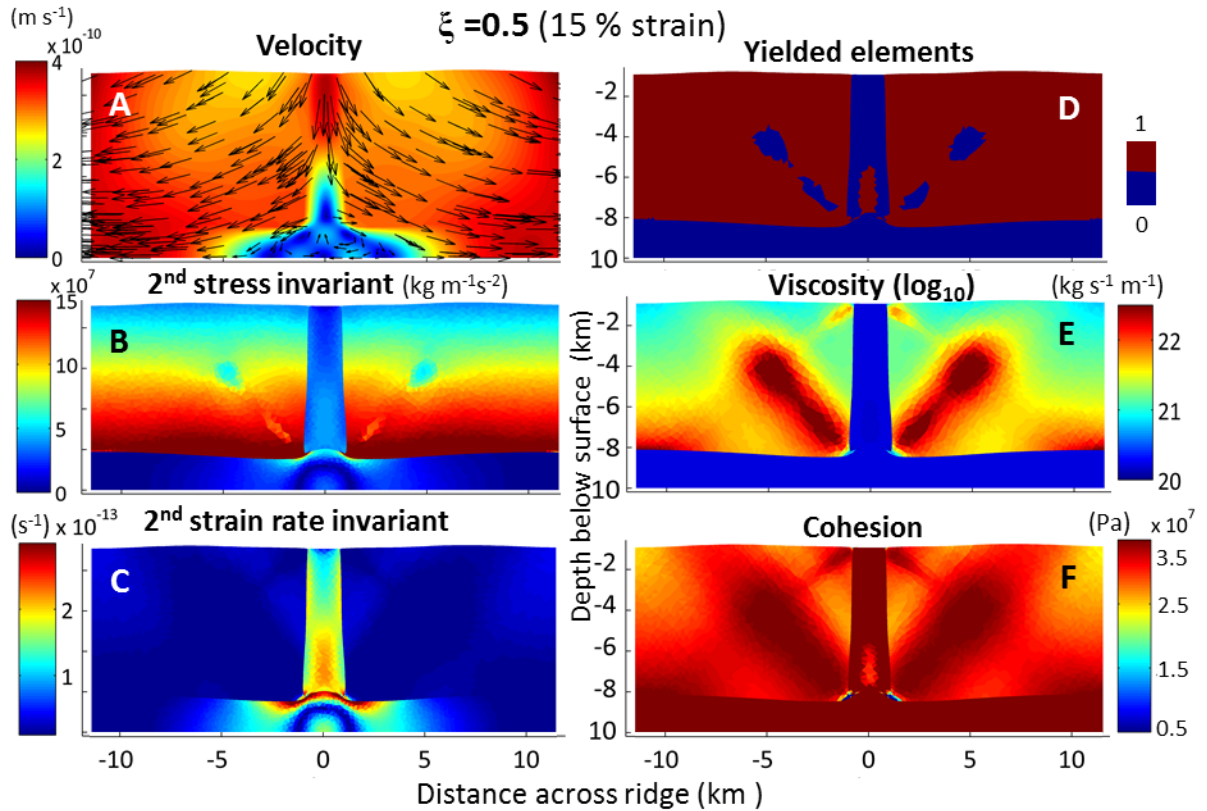 ξ =0.5 (15 % strain)
(m s⁻¹)
x 10⁻¹⁰
Velocity
4
2
0
A
Yielded elements
-2
-4
-6
-8
10
D
1
0
2ⁿᵈ stress invariant (kg m⁻¹s⁻²)
x 10⁷
15
10
5
0
B
Viscosity (log₁₀)
(kg s⁻¹ m⁻¹)
-2
-4
-6
-8
10
E
22
21
20
(s⁻¹) x 10⁻¹³
2ⁿᵈ strain rate invariant
2
1
C
-10
-5
0
5
10
Depth below surface (km)
Cohesion
(Pa)
x 10⁷
-2
-4
-6
-8
10
F
3.5
2.5
1.5
0.5
-10
-5
0
5
10
Distance across ridge (km )